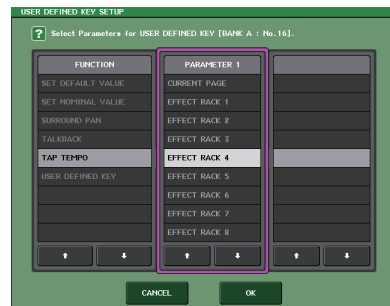 USER DEFINED KEY SETUP
? Select Parameters for USER DEFINED KEY [BANK A : No.16].
FUNCTION
SET DEFAULT VALUE
SET NOMINAL VALUE
SURROUND PAN
TALKBACK
TAP TEMPO
USER DEFINED KEY
PARAMETER 1
CURRENT PAGE
EFFECT RACK 1
EFFECT RACK 2
EFFECT RACK 3
EFFECT RACK 4
EFFECT RACK 5
EFFECT RACK 6
EFFECT RACK 7
EFFECT RACK 8
CANCEL
OK